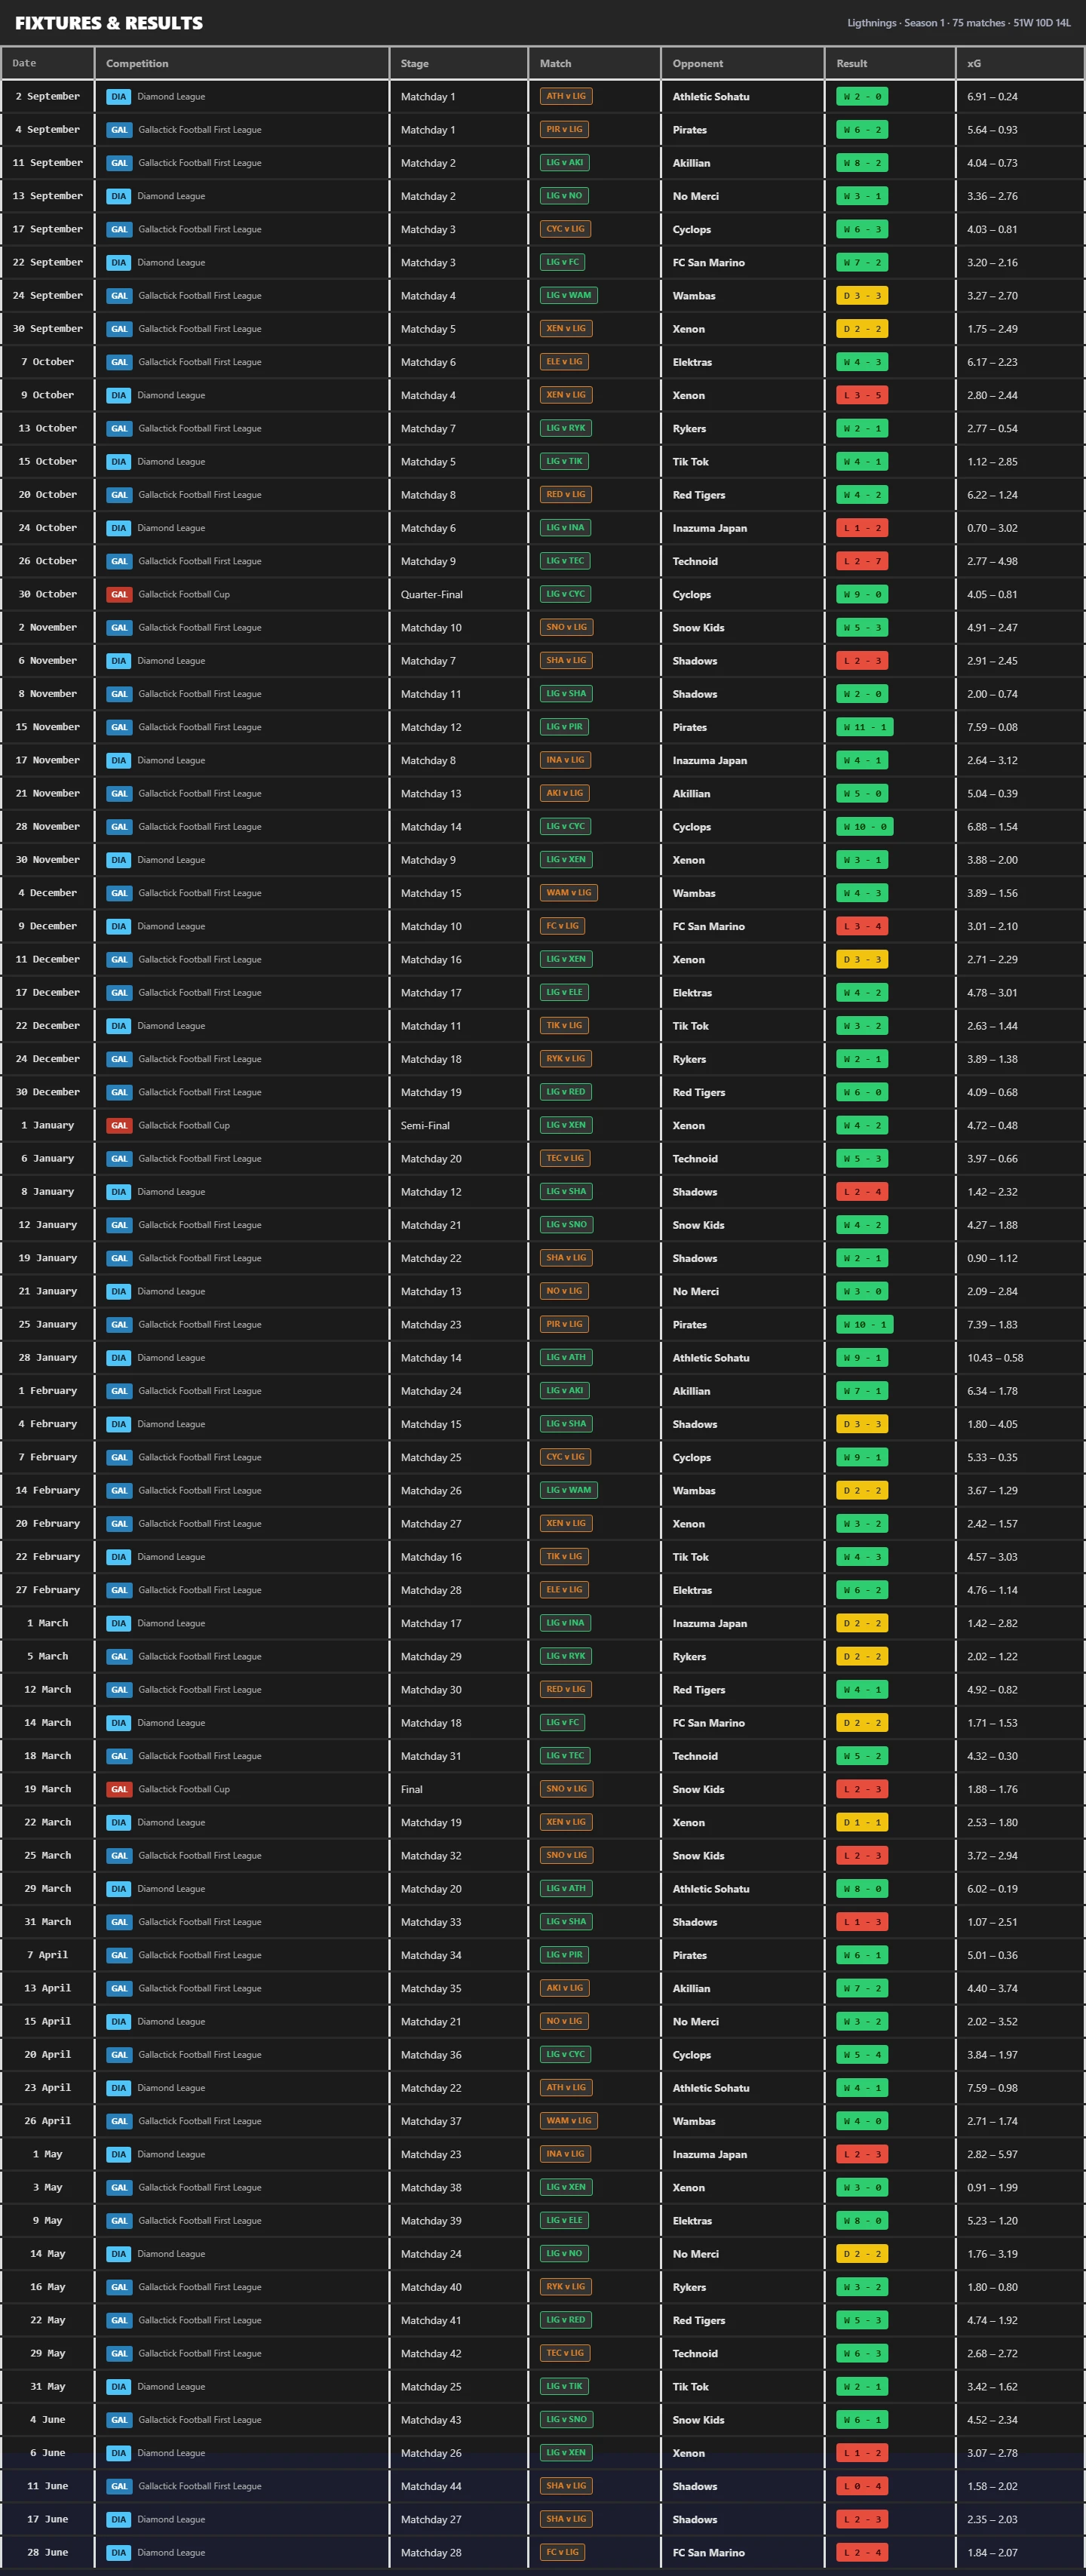 FIXTURES & RESULTS Ligthnings · Season 1 · 75 matches · 51W 10D 14L
Date Competition Stage Match Opponent Result xG
2 September DIA Diamond League Matchday 1 ATH v LIG Athletic Sohatu W 2 - 0 6.91 – 0.24
4 September GAL Gallactick Football First League Matchday 1 PIR v LIG Pirates W 6 - 2 5.64 – 0.93
11 September GAL Gallactick Football First League Matchday 2 LIG v AKI Akillian W 8 - 2 4.04 – 0.73
13 September DIA Diamond League Matchday 2 LIG v NO No Merci W 3 - 1 3.36 – 2.76
17 September GAL Gallactick Football First League Matchday 3 CYC v LIG Cyclops W 6 - 3 4.03 – 0.81
22 September DIA Diamond League Matchday 3 LIG v FC FC San Marino W 7 - 2 3.20 – 2.16
24 September GAL Gallactick Football First League Matchday 4 LIG v WAM Wambas D 3 - 3 3.27 – 2.70
30 September GAL Gallactick Football First League Matchday 5 XEN v LIG Xenon D 2 - 2 1.75 – 2.49
7 October GAL Gallactick Football First League Matchday 6 ELE v LIG Elektras W 4 - 3 6.17 – 2.23
9 October DIA Diamond League Matchday 4 XEN v LIG Xenon L 3 - 5 2.80 – 2.44
13 October GAL Gallactick Football First League Matchday 7 LIG v RYK Rykers W 2 - 1 2.77 – 0.54
15 October DIA Diamond League Matchday 5 LIG v TIK Tik Tok W 4 - 1 1.12 – 2.85
20 October GAL Gallactick Football First League Matchday 8 RED v LIG Red Tigers W 4 - 2 6.22 – 1.24
24 October DIA Diamond League Matchday 6 LIG v INA Inazuma Japan L 1 - 2 0.70 – 3.02
26 October GAL Gallactick Football First League Matchday 9 LIG v TEC Technoid L 2 - 7 2.77 – 4.98
30 October GAL Gallactick Football Cup Quarter-Final LIG v CYC Cyclops W 9 - 0 4.05 – 0.81
2 November GAL Gallactick Football First League Matchday 10 SNO v LIG Snow Kids W 5 - 3 4.91 – 2.47
6 November DIA Diamond League Matchday 7 SHA v LIG Shadows L 2 - 3 2.91 – 2.45
8 November GAL Gallactick Football First League Matchday 11 LIG v SHA Shadows W 2 - 0 2.00 – 0.74
15 November GAL Gallactick Football First League Matchday 12 LIG v PIR Pirates W 11 - 1 7.59 – 0.08
17 November DIA Diamond League Matchday 8 INA v LIG Inazuma Japan W 4 - 1 2.64 – 3.12
21 November GAL Gallactick Football First League Matchday 13 AKI v LIG Akillian W 5 - 0 5.04 – 0.39
28 November GAL Gallactick Football First League Matchday 14 LIG v CYC Cyclops W 10 - 0 6.88 – 1.54
30 November DIA Diamond League Matchday 9 LIG v XEN Xenon W 3 - 1 3.88 – 2.00
4 December GAL Gallactick Football First League Matchday 15 WAM v LIG Wambas W 4 - 3 3.89 – 1.56
9 December DIA Diamond League Matchday 10 FC v LIG FC San Marino L 3 - 4 3.01 – 2.10
11 December GAL Gallactick Football First League Matchday 16 LIG v XEN Xenon D 3 - 3 2.71 – 2.29
17 December GAL Gallactick Football First League Matchday 17 LIG v ELE Elektras W 4 - 2 4.78 – 3.01
22 December DIA Diamond League Matchday 11 TIK v LIG Tik Tok W 3 - 2 2.63 – 1.44
24 December GAL Gallactick Football First League Matchday 18 RYK v LIG Rykers W 2 - 1 3.89 – 1.38
30 December GAL Gallactick Football First League Matchday 19 LIG v RED Red Tigers W 6 - 0 4.09 – 0.68
1 January GAL Gallactick Football Cup Semi-Final LIG v XEN Xenon W 4 - 2 4.72 – 0.48
6 January GAL Gallactick Football First League Matchday 20 TEC v LIG Technoid W 5 - 3 3.97 – 0.66
8 January DIA Diamond League Matchday 12 LIG v SHA Shadows L 2 - 4 1.42 – 2.32
12 January GAL Gallactick Football First League Matchday 21 LIG v SNO Snow Kids W 4 - 2 4.27 – 1.88
19 January GAL Gallactick Football First League Matchday 22 SHA v LIG Shadows W 2 - 1 0.90 – 1.12
21 January DIA Diamond League Matchday 13 NO v LIG No Merci W 3 - 0 2.09 – 2.84
25 January GAL Gallactick Football First League Matchday 23 PIR v LIG Pirates W 10 - 1 7.39 – 1.83
28 January DIA Diamond League Matchday 14 LIG v ATH Athletic Sohatu W 9 - 1 10.43 – 0.58
1 February GAL Gallactick Football First League Matchday 24 LIG v AKI Akillian W 7 - 1 6.34 – 1.78
4 February DIA Diamond League Matchday 15 LIG v SHA Shadows D 3 - 3 1.80 – 4.05
7 February GAL Gallactick Football First League Matchday 25 CYC v LIG Cyclops W 9 - 1 5.33 – 0.35
14 February GAL Gallactick Football First League Matchday 26 LIG v WAM Wambas D 2 - 2 3.67 – 1.29
20 February GAL Gallactick Football First League Matchday 27 XEN v LIG Xenon W 3 - 2 2.42 – 1.57
22 February DIA Diamond League Matchday 16 TIK v LIG Tik Tok W 4 - 3 4.57 – 3.03
27 February GAL Gallactick Football First League Matchday 28 ELE v LIG Elektras W 6 - 2 4.76 – 1.14
1 March DIA Diamond League Matchday 17 LIG v INA Inazuma Japan D 2 - 2 1.42 – 2.82
5 March GAL Gallactick Football First League Matchday 29 LIG v RYK Rykers D 2 - 2 2.02 – 1.22
12 March GAL Gallactick Football First League Matchday 30 RED v LIG Red Tigers W 4 - 1 4.92 – 0.82
14 March DIA Diamond League Matchday 18 LIG v FC FC San Marino D 2 - 2 1.71 – 1.53
18 March GAL Gallactick Football First League Matchday 31 LIG v TEC Technoid W 5 - 2 4.32 – 0.30
19 March GAL Gallactick Football Cup Final SNO v LIG Snow Kids L 2 - 3 1.88 – 1.76
22 March DIA Diamond League Matchday 19 XEN v LIG Xenon D 1 - 1 2.53 – 1.80
25 March GAL Gallactick Football First League Matchday 32 SNO v LIG Snow Kids L 2 - 3 3.72 – 2.94
29 March DIA Diamond League Matchday 20 LIG v ATH Athletic Sohatu W 8 - 0 6.02 – 0.19
31 March GAL Gallactick Football First League Matchday 33 LIG v SHA Shadows L 1 - 3 1.07 – 2.51
7 April GAL Gallactick Football First League Matchday 34 LIG v PIR Pirates W 6 - 1 5.01 – 0.36
13 April GAL Gallactick Football First League Matchday 35 AKI v LIG Akillian W 7 - 2 4.40 – 3.74
15 April DIA Diamond League Matchday 21 NO v LIG No Merci W 3 - 2 2.02 – 3.52
20 April GAL Gallactick Football First League Matchday 36 LIG v CYC Cyclops W 5 - 4 3.84 – 1.97
23 April DIA Diamond League Matchday 22 ATH v LIG Athletic Sohatu W 4 - 1 7.59 – 0.98
26 April GAL Gallactick Football First League Matchday 37 WAM v LIG Wambas W 4 - 0 2.71 – 1.74
1 May DIA Diamond League Matchday 23 INA v LIG Inazuma Japan L 2 - 3 2.82 – 5.97
3 May GAL Gallactick Football First League Matchday 38 LIG v XEN Xenon W 3 - 0 0.91 – 1.99
9 May GAL Gallactick Football First League Matchday 39 LIG v ELE Elektras W 8 - 0 5.23 – 1.20
14 May DIA Diamond League Matchday 24 LIG v NO No Merci D 2 - 2 1.76 – 3.19
16 May GAL Gallactick Football First League Matchday 40 RYK v LIG Rykers W 3 - 2 1.80 – 0.80
22 May GAL Gallactick Football First League Matchday 41 LIG v RED Red Tigers W 5 - 3 4.74 – 1.92
29 May GAL Gallactick Football First League Matchday 42 TEC v LIG Technoid W 6 - 3 2.68 – 2.72
31 May DIA Diamond League Matchday 25 LIG v TIK Tik Tok W 2 - 1 3.42 – 1.62
4 June GAL Gallactick Football First League Matchday 43 LIG v SNO Snow Kids W 6 - 1 4.52 – 2.34
6 June DIA Diamond League Matchday 26 LIG v XEN Xenon L 1 - 2 3.07 – 2.78
11 June GAL Gallactick Football First League Matchday 44 SHA v LIG Shadows L 0 - 4 1.58 – 2.02
17 June DIA Diamond League Matchday 27 SHA v LIG Shadows L 2 - 3 2.35 – 2.03
28 June DIA Diamond League Matchday 28 FC v LIG FC San Marino L 2 - 4 1.84 – 2.07